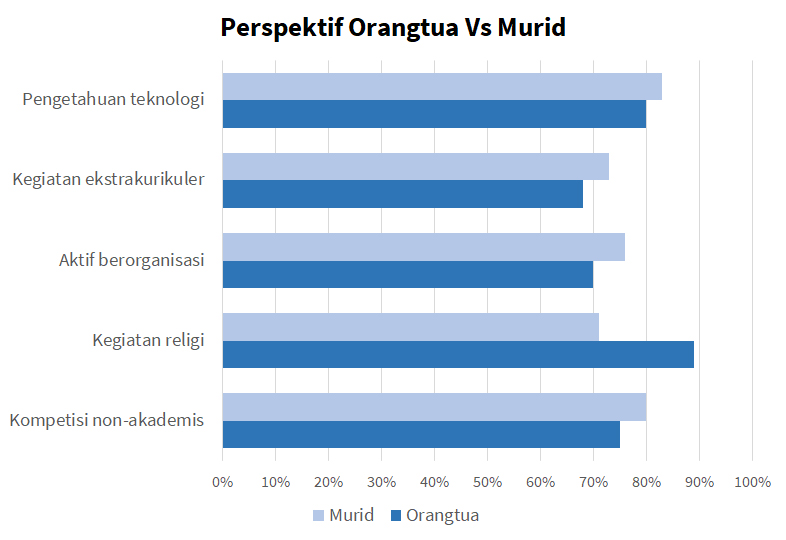 Perspektif Orangtua Vs Murid
Pengetahuan teknologi
Kegiatan ekstrakurikuler
Aktif berorganisasi
Kegiatan religi
Kompetisi non-akademis
0% 10% 20% 30% 40% 50% 60% 70% 80% 90% 100%
Murid Orangtua